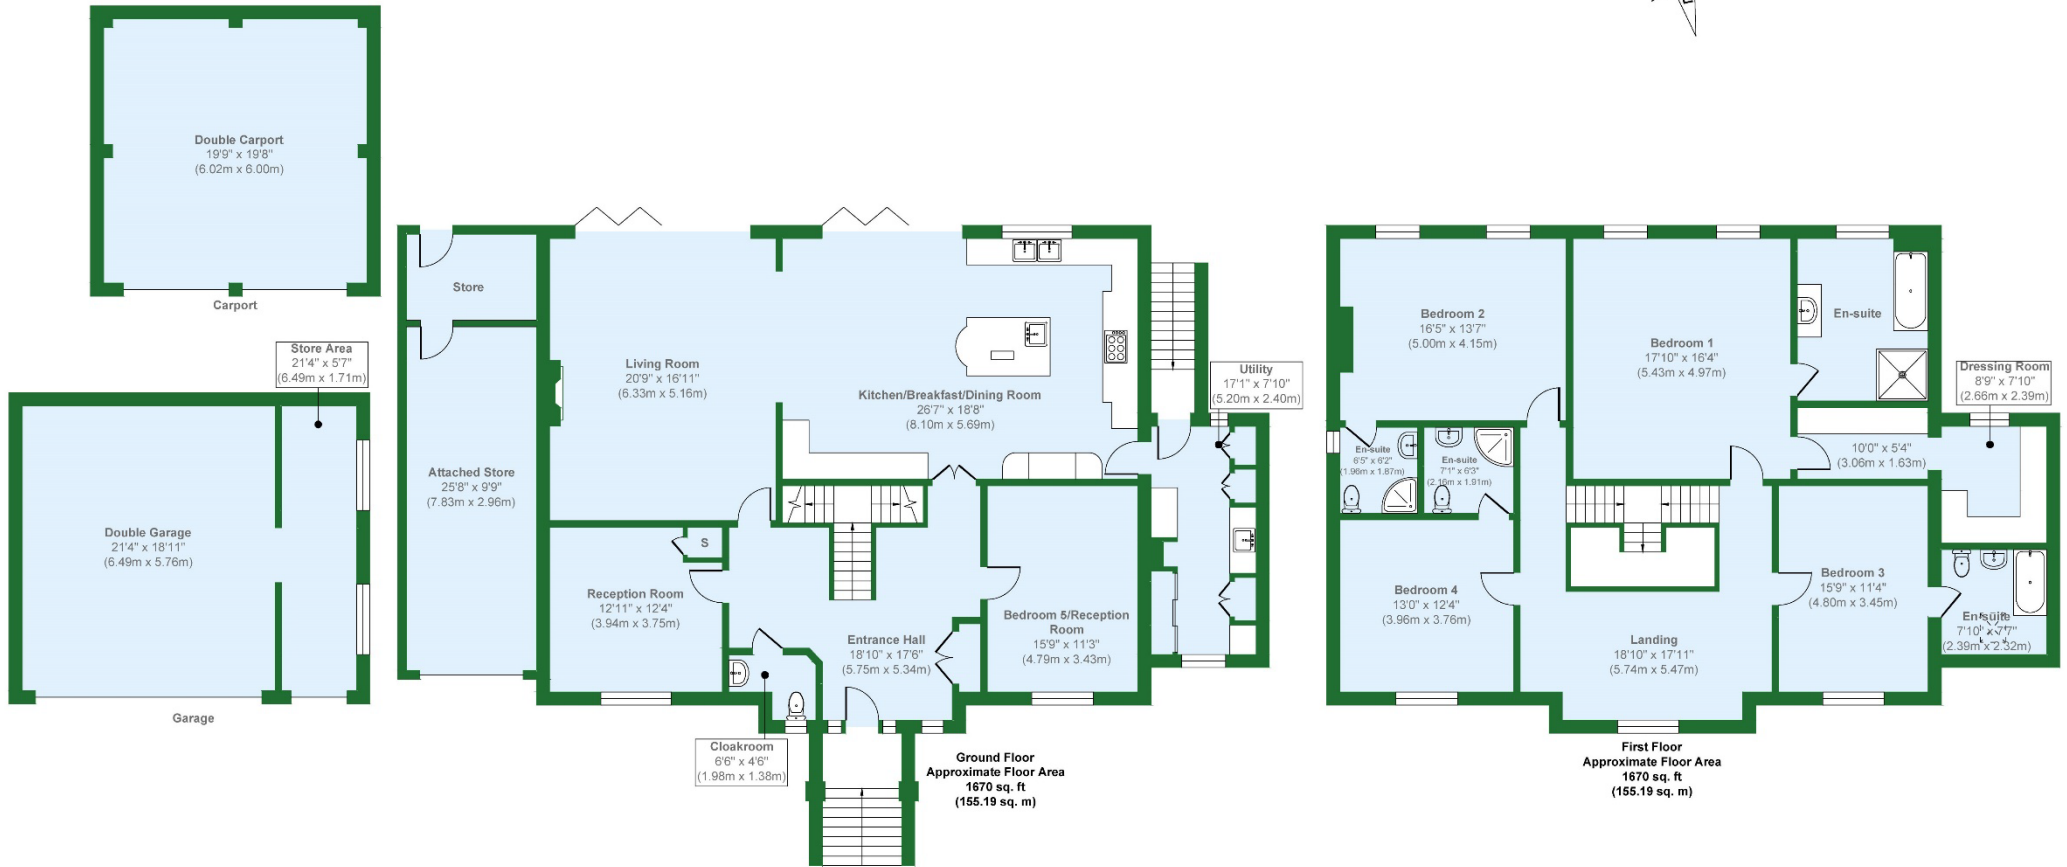 Double Carport
19'9" x 19'8"
(6.02m x 6.00m)
Carport
Store Area
21'4" x 5'7"
(6.49m x 1.71m)
Double Garage
21'4" x 18'11"
(6.49m x 5.76m)
Garage
Store
Attached Store
25'8" x 9'9"
(7.83m x 2.96m)
Living Room
20'9" x 16'11"
(6.33m x 5.16m)
Kitchen/Breakfast/Dining Room
26'7" x 18'8"
(8.10m x 5.69m)
Utility
17'1" x 7'10"
(5.20m x 2.40m)
S
Reception Room
12'11" x 12'4"
(3.94m x 3.75m)
Entrance Hall
18'10" x 17'6"
(5.75m x 5.34m)
Bedroom 5/Reception
Room
15'9" x 11'3"
(4.79m x 3.43m)
Cloakroom
6'6" x 4'6"
(1.98m x 1.38m)
Ground Floor
Approximate Floor Area
1670 sq. ft
(155.19 sq. m)
Bedroom 2
16'5" x 13'7"
(5.00m x 4.15m)
Bedroom 1
17'10" x 16'4"
(5.43m x 4.97m)
En-suite
Dressing Room
8'9" x 7'10"
(2.66m x 2.39m)
10'0" x 5'4"
(3.06m x 1.63m)
En-suite
6'5" x 6'2"
(1.96m x 1.87m)
En-suite
7'1" x 6'3"
(2.16m x 1.91m)
Bedroom 4
13'0" x 12'4"
(3.96m x 3.76m)
Landing
18'10" x 17'11"
(5.74m x 5.47m)
Bedroom 3
15'9" x 11'4"
(4.80m x 3.45m)
En-suite
7'10" x 7'7"
(2.39m x 2.32m)
First Floor
Approximate Floor Area
1670 sq. ft
(155.19 sq. m)